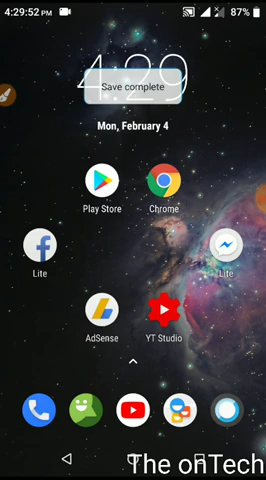 4:29:52 PM 87%
4:29
Save complete
Mon, February 4
Play Store Chrome
Lite Lite
AdSense YT Studio
The onTech